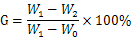 G = (W₁ − W₂) / (W₁ − W₀) × 100%